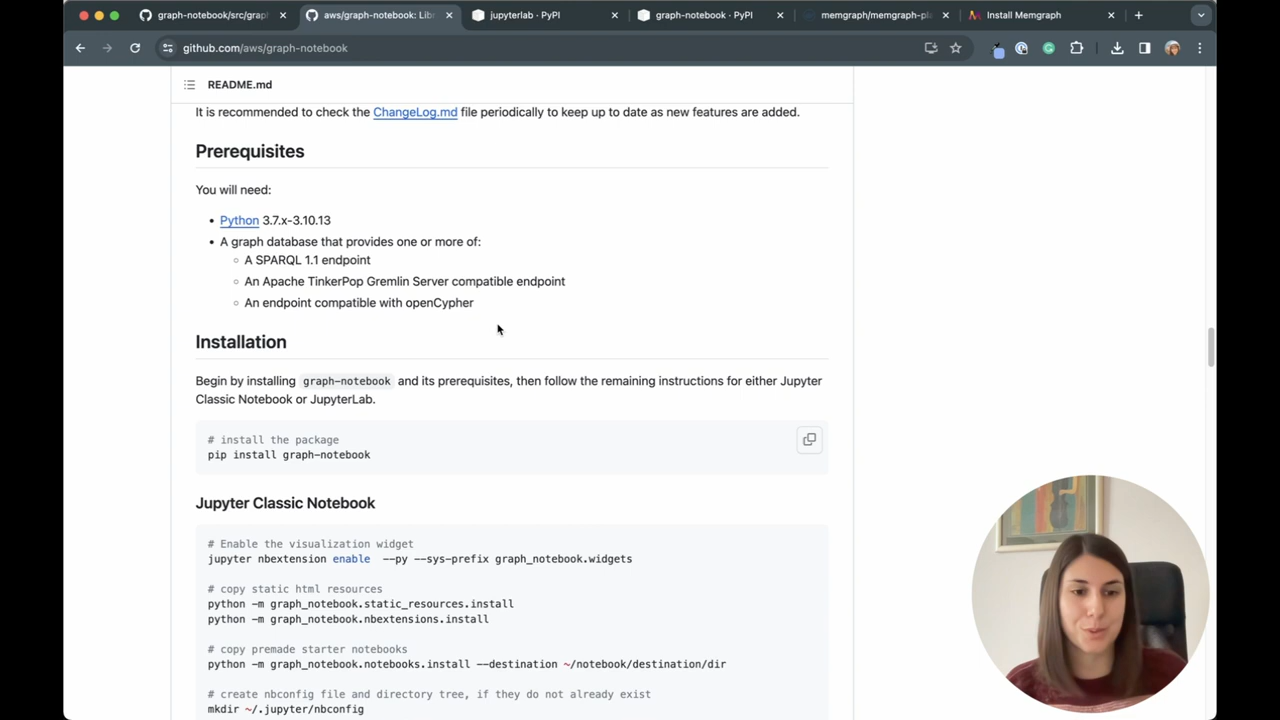 graph-notebook/src/grap
aws/graph-notebook: Lib
jupyterlab · PyPI
graph-notebook · PyPI
memgraph/memgraph-pla
Install Memgraph
github.com/aws/graph-notebook
README.md
It is recommended to check the ChangeLog.md file periodically to keep up to date as new features are added.
Prerequisites
You will need:
• Python 3.7.x-3.10.13
• A graph database that provides one or more of:
◦ A SPARQL 1.1 endpoint
◦ An Apache TinkerPop Gremlin Server compatible endpoint
◦ An endpoint compatible with openCypher
Installation
Begin by installing graph-notebook and its prerequisites, then follow the remaining instructions for either Jupyter
Classic Notebook or JupyterLab.
# install the package
pip install graph-notebook
Jupyter Classic Notebook
# Enable the visualization widget
jupyter nbextension enable  --py --sys-prefix graph_notebook.widgets
# copy static html resources
python -m graph_notebook.static_resources.install
python -m graph_notebook.nbextensions.install
# copy premade starter notebooks
python -m graph_notebook.notebooks.install --destination ~/notebook/destination/dir
# create nbconfig file and directory tree, if they do not already exist
mkdir ~/.jupyter/nbconfig